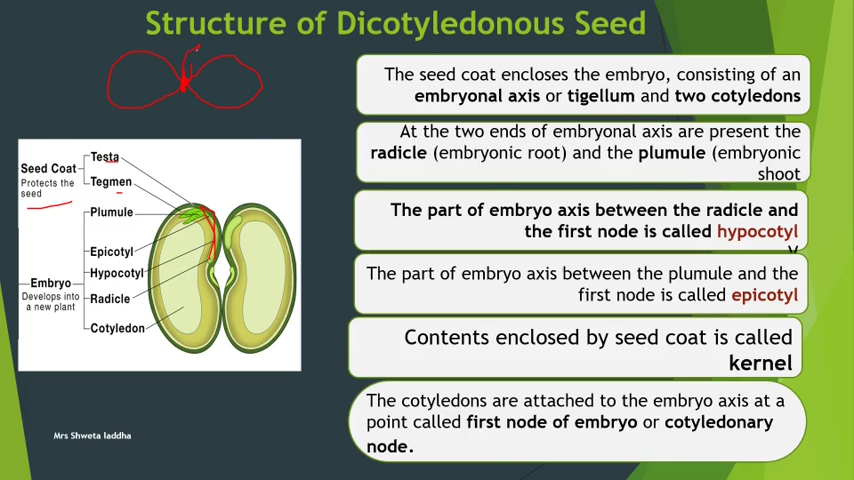 Structure of Dicotyledonous Seed
The seed coat encloses the embryo, consisting of an
embryonal axis or tigellum and two cotyledons
At the two ends of embryonal axis are present the
radicle (embryonic root) and the plumule (embryonic
shoot
The part of embryo axis between the radicle and
the first node is called hypocotyl
y
The part of embryo axis between the plumule and the
first node is called epicotyl
Contents enclosed by seed coat is called
kernel
The cotyledons are attached to the embryo axis at a
point called first node of embryo or cotyledonary
node.
Seed Coat
Protects the
seed
Testa
Tegmen
Plumule
Epicotyl
Hypocotyl
Radicle
Cotyledon
Embryo
Develops into
a new plant
Mrs Shweta laddha